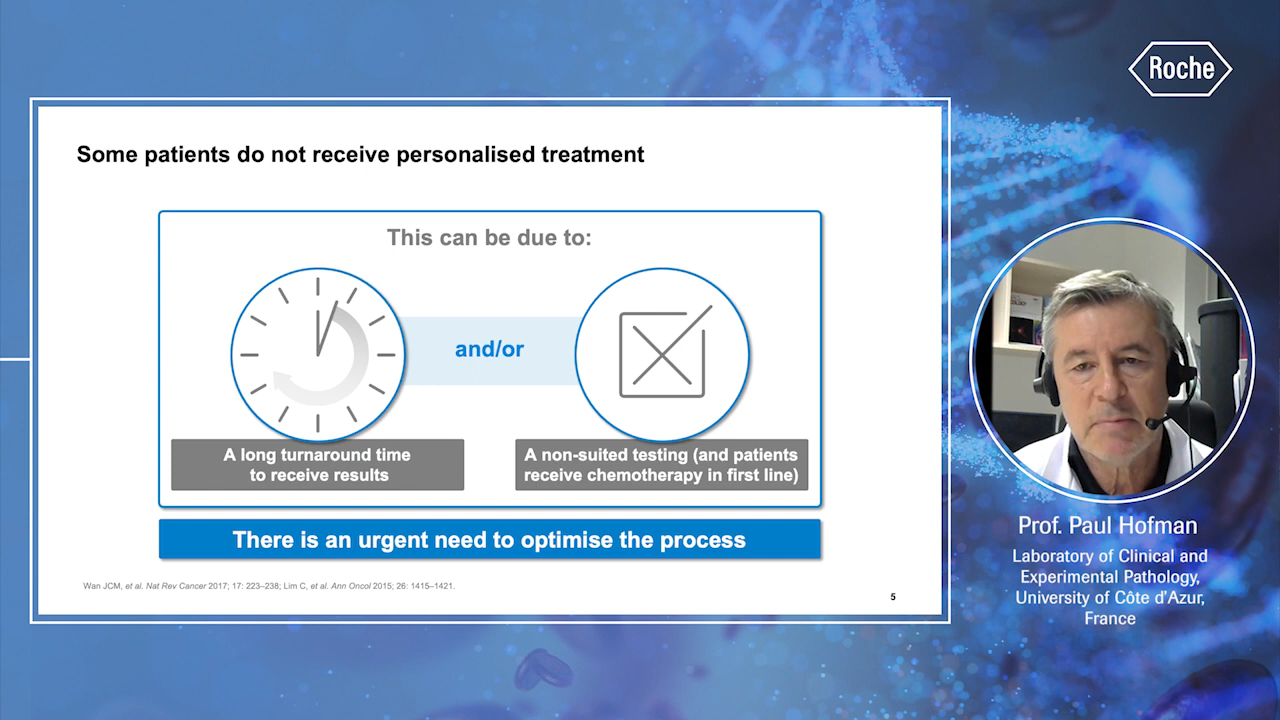 Roche
Some patients do not receive personalised treatment
This can be due to:
and/or
A long turnaround time
to receive results
A non-suited testing (and patients
receive chemotherapy in first line)
There is an urgent need to optimise the process
Wan JCM, et al. Nat Rev Cancer 2017; 17: 223–238; Lim C, et al. Ann Oncol 2015; 26: 1415–1421.
5
Prof. Paul Hofman
Laboratory of Clinical and
Experimental Pathology,
University of Côte d'Azur,
France